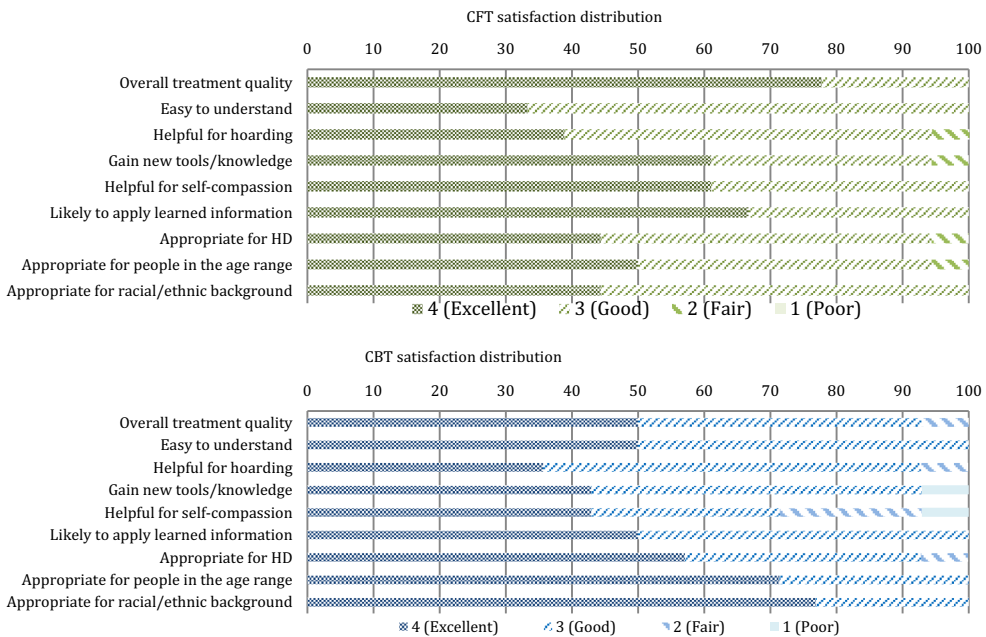 CFT satisfaction distribution
0 10 20 30 40 50 60 70 80 90 100
Overall treatment quality
Easy to understand
Helpful for hoarding
Gain new tools/knowledge
Helpful for self-compassion
Likely to apply learned information
Appropriate for HD
Appropriate for people in the age range
Appropriate for racial/ethnic background
4 (Excellent) 3 (Good) 2 (Fair) 1 (Poor)
CBT satisfaction distribution
0 10 20 30 40 50 60 70 80 90 100
Overall treatment quality
Easy to understand
Helpful for hoarding
Gain new tools/knowledge
Helpful for self-compassion
Likely to apply learned information
Appropriate for HD
Appropriate for people in the age range
Appropriate for racial/ethnic background
4 (Excellent) 3 (Good) 2 (Fair) 1 (Poor)